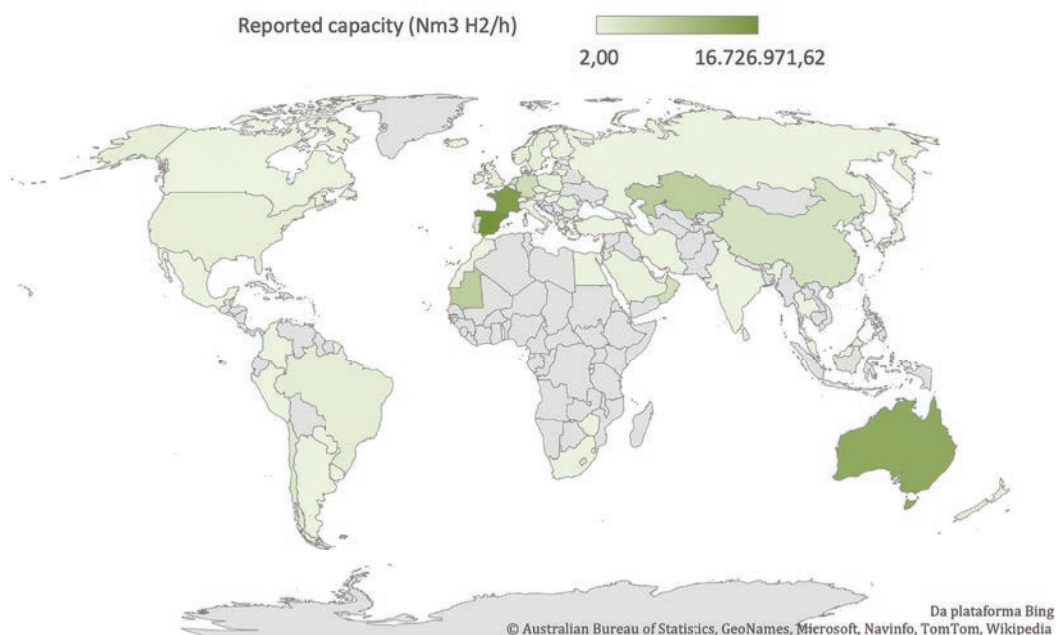 Reported capacity (Nm3 H2/h)
2,00 16.726.971,62
Da plataforma Bing
© Australian Bureau of Statistics, GeoNames, Microsoft, Navinfo, TomTom, Wikipedia